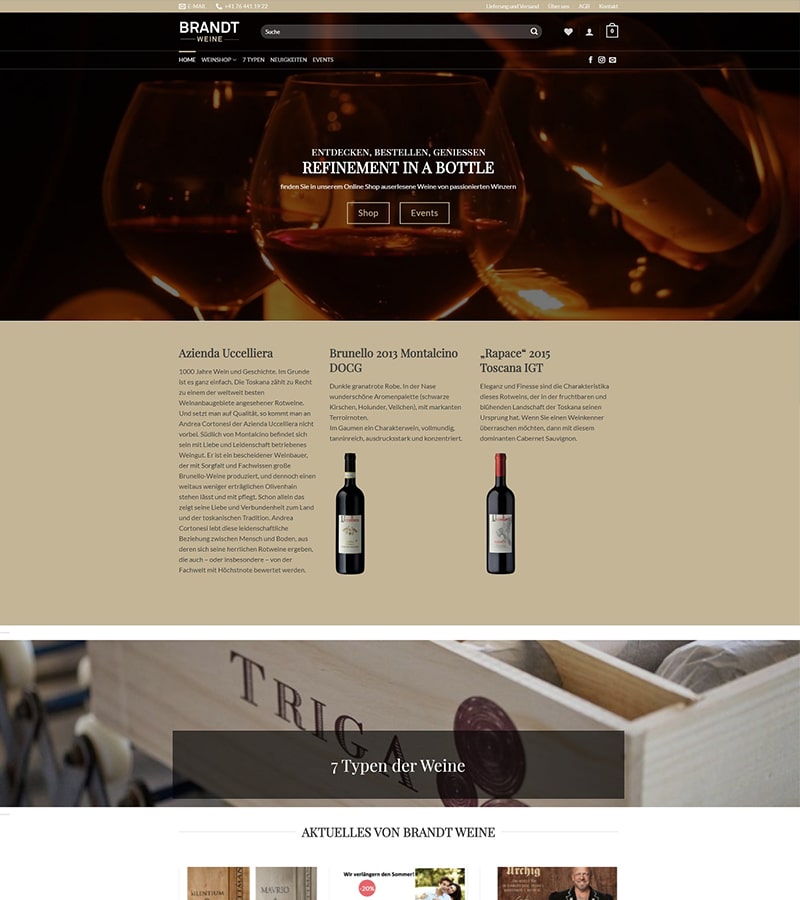 E-MAIL +41 76 441 19 22 Lieferung und Versand Über uns AGB Kontakt
BRANDT
WEINE
Suche
0
HOME WEINSHOP 7 TYPEN NEUIGKEITEN EVENTS
ENTDECKEN, BESTELLEN, GENIESSEN
REFINEMENT IN A BOTTLE
finden Sie in unserem Online Shop auserlesene Weine von passionierten Winzern
Shop Events
Azienda Uccelliera
1000 Jahre Wein und Geschichte. Im Grunde
ist es ganz einfach. Die Toskana zählt zu Recht
zu einem der weltweit besten
Weinanbaugebiete angesehener Rotweine.
Und setzt man auf Qualität, so kommt man an
Andrea Cortonesi der Azienda Uccelliera nicht
vorbei. Südlich von Montalcino befindet sich
sein mit Liebe und Leidenschaft betriebenes
Weingut. Er ist ein bescheidener Weinbauer,
der mit Sorgfalt und Fachwissen große
Brunello-Weine produziert, und dennoch einen
weitaus weniger erträglichen Olivenhain
stehen lässt und mit pflegt. Schon allein das
zeigt seine Liebe und Verbundenheit zum Land
und der toskanischen Tradition. Andrea
Cortonesi lebt diese leidenschaftliche
Beziehung zwischen Mensch und Boden, aus
deren sich seine herrlichen Rotweine ergeben,
die auch – oder insbesondere – von der
Fachwelt mit Höchstnote bewertet werden.
Brunello 2013 Montalcino
DOCG
Dunkle granatrote Robe. In der Nase
wunderschöne Aromenpalette (schwarze
Kirschen, Holunder, Veilchen), mit markanten
Terroirnoten.
Im Gaumen ein Charakterwein, vollmundig,
tanninreich, ausdrucksstark und konzentriert.
„Rapace“ 2015
Toscana IGT
Eleganz und Finesse sind die Charakteristika
dieses Rotweins, der in der fruchtbaren und
blühenden Landschaft der Toskana seinen
Ursprung hat. Wenn Sie einen Weinkenner
überraschen möchten, dann mit diesem
dominanten Cabernet Sauvignon.
TRIGA
7 Typen der Weine
AKTUELLES VON BRANDT WEINE
Wir verlängern den Sommer!
-20%
Urchig